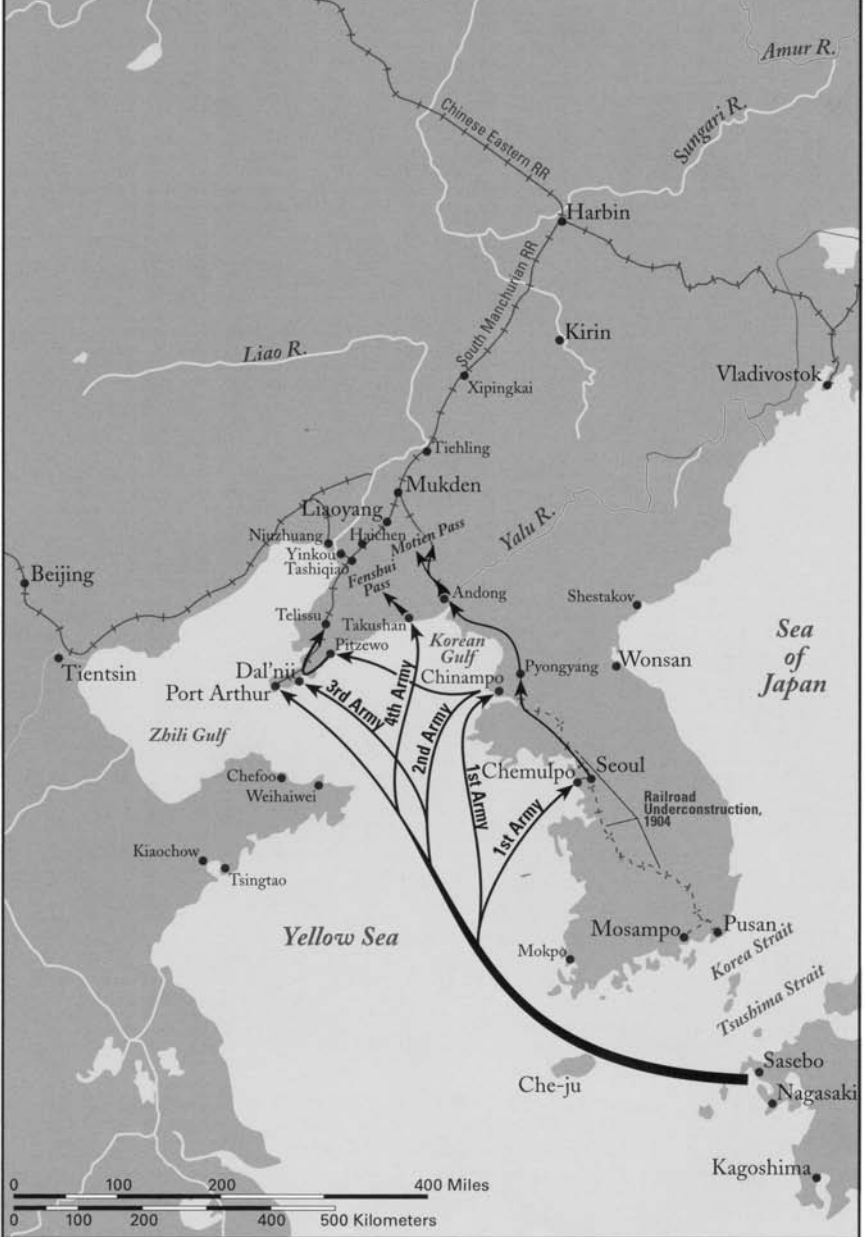 Amur R.
Chinese Eastern RR
Sungari R.
Harbin
South Manchurian RR
Kirin
Liao R.
Vladivostok
Xipingkai
Tiehling
Mukden
Liaoyang
Niuzhuang
Haichen
Motien Pass
Yalu R.
Yinkou
Tashiqiao
Fenshui
Pass
Beijing
Andong
Shestakov
Telissu
Takushan
Korean
Gulf
Sea
of
Japan
Pitzewo
Tientsin
Dal'nii
Port Arthur
Chinampo
Pyongyang
Wonsan
3rd Army
4th Army
2nd Army
Zhili Gulf
1st Army
1st Army
Chefoo
Weihaiwei
Chemulpo
Seoul
Railroad
Underconstruction,
1904
Kiaochow
Tsingtao
Yellow Sea
Mokpo
Mosampo
Pusan
Korea Strait
Tsushima Strait
Che-ju
Sasebo
Nagasaki
Kagoshima
0 100 200 400 Miles
0 100 200 400 500 Kilometers